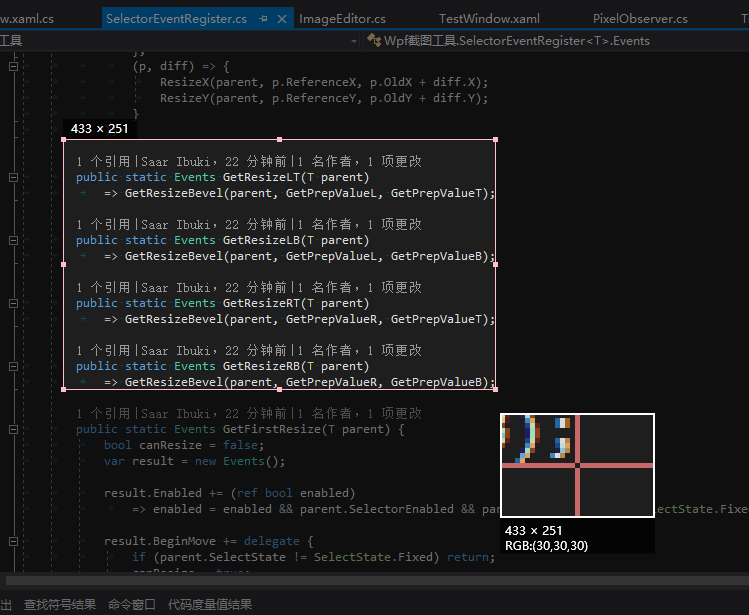 w.xaml.cs SelectorEventRegister.cs ImageEditor.cs TestWindow.xaml PixelObserver.cs T
工具 Wpf截图工具.SelectorEventRegister<T>.Events
},
(p, diff) => {
ResizeX(parent, p.ReferenceX, p.OldX + diff.X);
ResizeY(parent, p.ReferenceY, p.OldY + diff.Y);
}
433 × 251
1 个引用|Saar Ibuki，22 分钟前|1 名作者，1 项更改
public static Events GetResizeLT(T parent)
=> GetResizeBevel(parent, GetPrepValueL, GetPrepValueT);
1 个引用|Saar Ibuki，22 分钟前|1 名作者，1 项更改
public static Events GetResizeLB(T parent)
=> GetResizeBevel(parent, GetPrepValueL, GetPrepValueB);
1 个引用|Saar Ibuki，22 分钟前|1 名作者，1 项更改
public static Events GetResizeRT(T parent)
=> GetResizeBevel(parent, GetPrepValueR, GetPrepValueT);
1 个引用|Saar Ibuki，22 分钟前|1 名作者，1 项更改
public static Events GetResizeRB(T parent)
=> GetResizeBevel(parent, GetPrepValueR, GetPrepValueB);
1 个引用|Saar Ibuki，22 分钟前|1 名作者，1 项更改
public static Events GetFirstResize(T parent) {
bool canResize = false;
var result = new Events();
result.Enabled += (ref bool enabled)
=> enabled = enabled && parent.SelectorEnabled && pa lectState.Fixe
433 × 251
RGB:(30,30,30)
result.BeginMove += delegate {
if (parent.SelectState != SelectState.Fixed) return;
出 查找符号结果 命令窗口 代码度量值结果